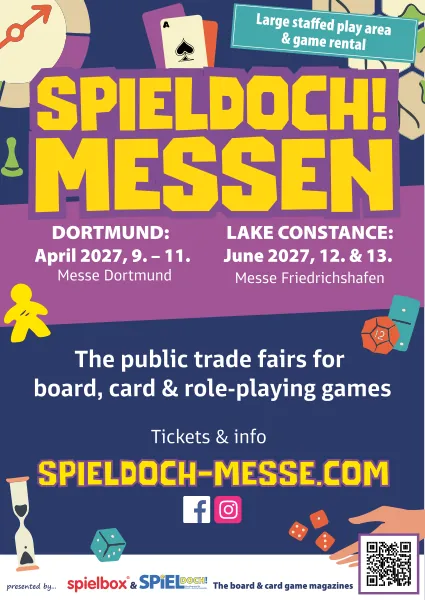 A
Large staffed play area
& game rental
SPIELDOCH!
MESSEN
DORTMUND:
April 2027, 9. – 11.
Messe Dortmund
LAKE CONSTANCE:
June 2027, 12. & 13.
Messe Friedrichshafen
12
The public trade fairs for
board, card & role-playing games
Tickets & info
SPIELDOCH-MESSE.COM
presented by... spielbox® & SPiEL DOCH! The board & card game magazines